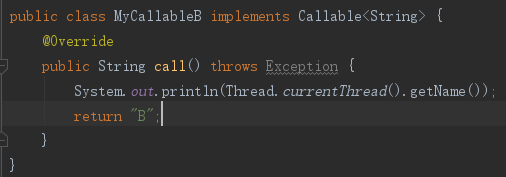 public class MyCallableB implements Callable<String> {
    @Override
    public String call() throws Exception {
        System.out.println(Thread.currentThread().getName());
        return "B";
    }
}